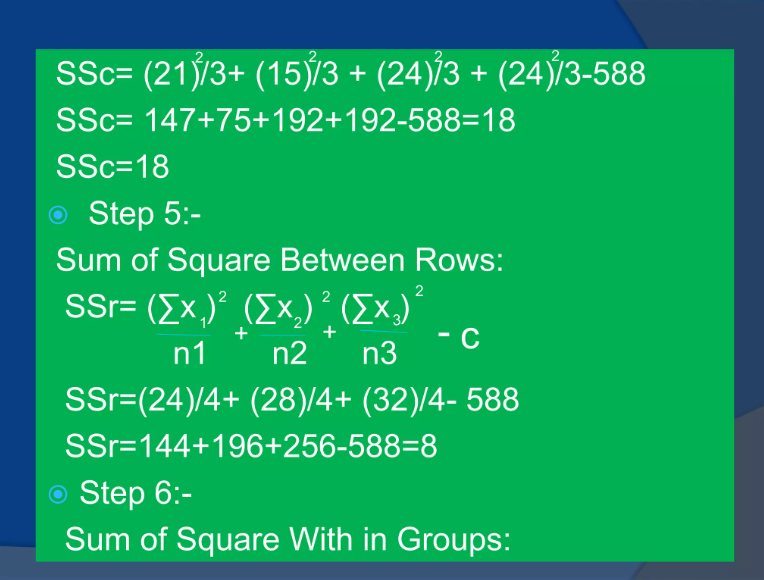 SSc= (21)²/3+ (15)²/3 + (24)²/3 + (24)²/3-588
SSc= 147+75+192+192-588=18
SSc=18
Step 5:-
Sum of Square Between Rows:
SSr= (∑x₁)² + (∑x₂)² + (∑x₃)² - c
n1 n2 n3
SSr=(24)/4+ (28)/4+ (32)/4- 588
SSr=144+196+256-588=8
Step 6:-
Sum of Square With in Groups: